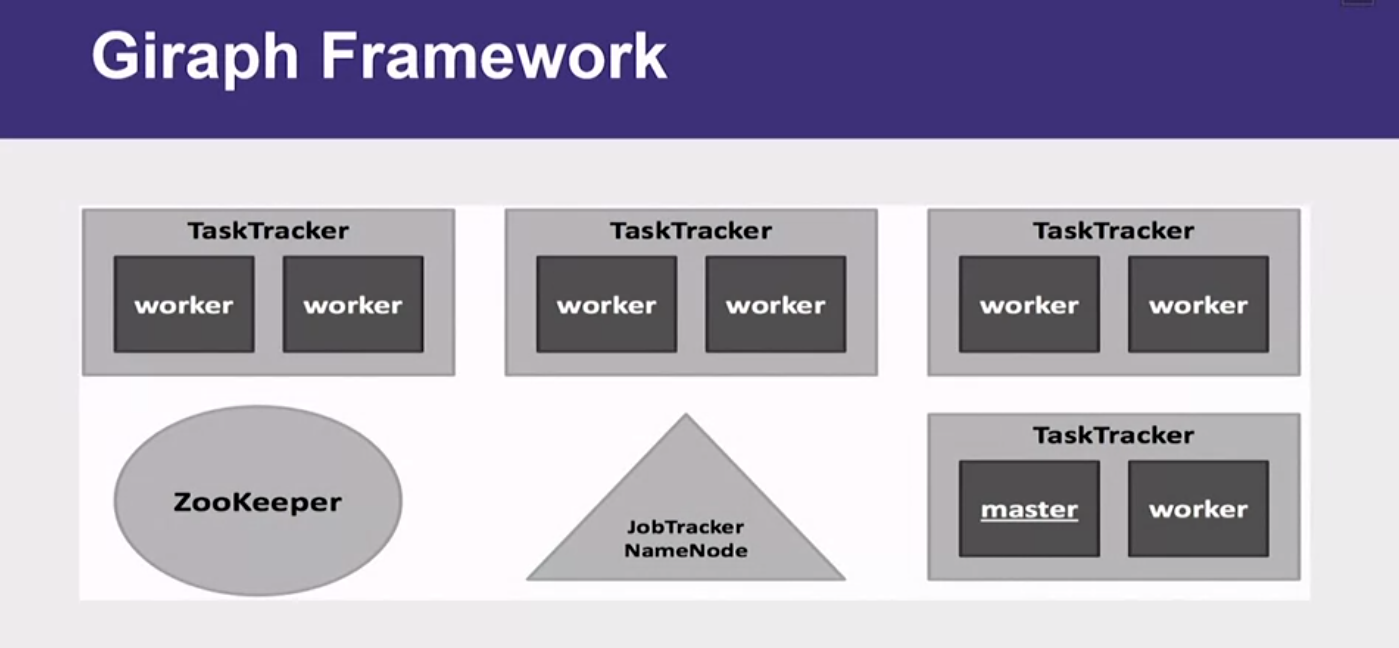 Giraph Framework
TaskTracker
worker worker
TaskTracker
worker worker
TaskTracker
worker worker
ZooKeeper
JobTracker
NameNode
TaskTracker
master worker